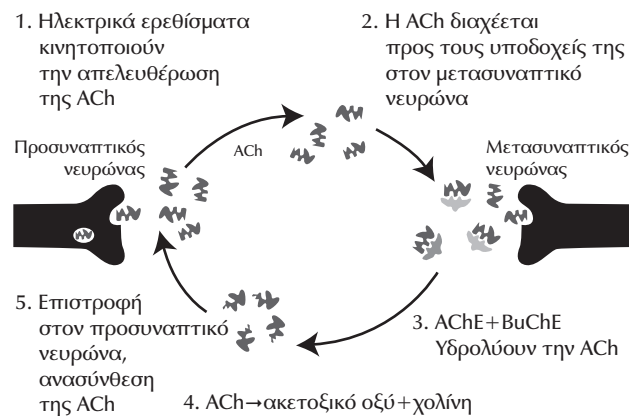 1. Ηλεκτρικά ερεθίσματα
κινητοποιούν
την απελευθέρωση
της ACh
2. Η ACh διαχέεται
προς τους υποδοχείς της
στον μετασυναπτικό
νευρώνα
Προσυναπτικός
νευρώνας
ACh
Μετασυναπτικός
νευρώνας
3. AChE+BuChE
Υδρολύουν την ACh
4. ACh→ακετοξικό οξύ+χολίνη
5. Επιστροφή
στον προσυναπτικό
νευρώνα,
ανασύνθεση
της ACh